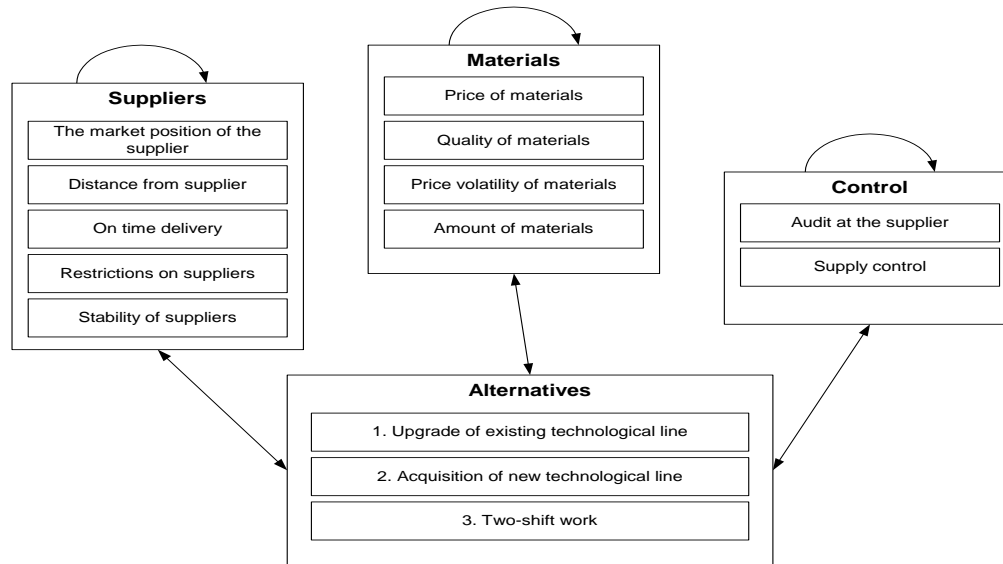 Suppliers
The market position of the
supplier
Distance from supplier
On time delivery
Restrictions on suppliers
Stability of suppliers
Materials
Price of materials
Quality of materials
Price volatility of materials
Amount of materials
Control
Audit at the supplier
Supply control
Alternatives
1. Upgrade of existing technological line
2. Acquisition of new technological line
3. Two-shift work